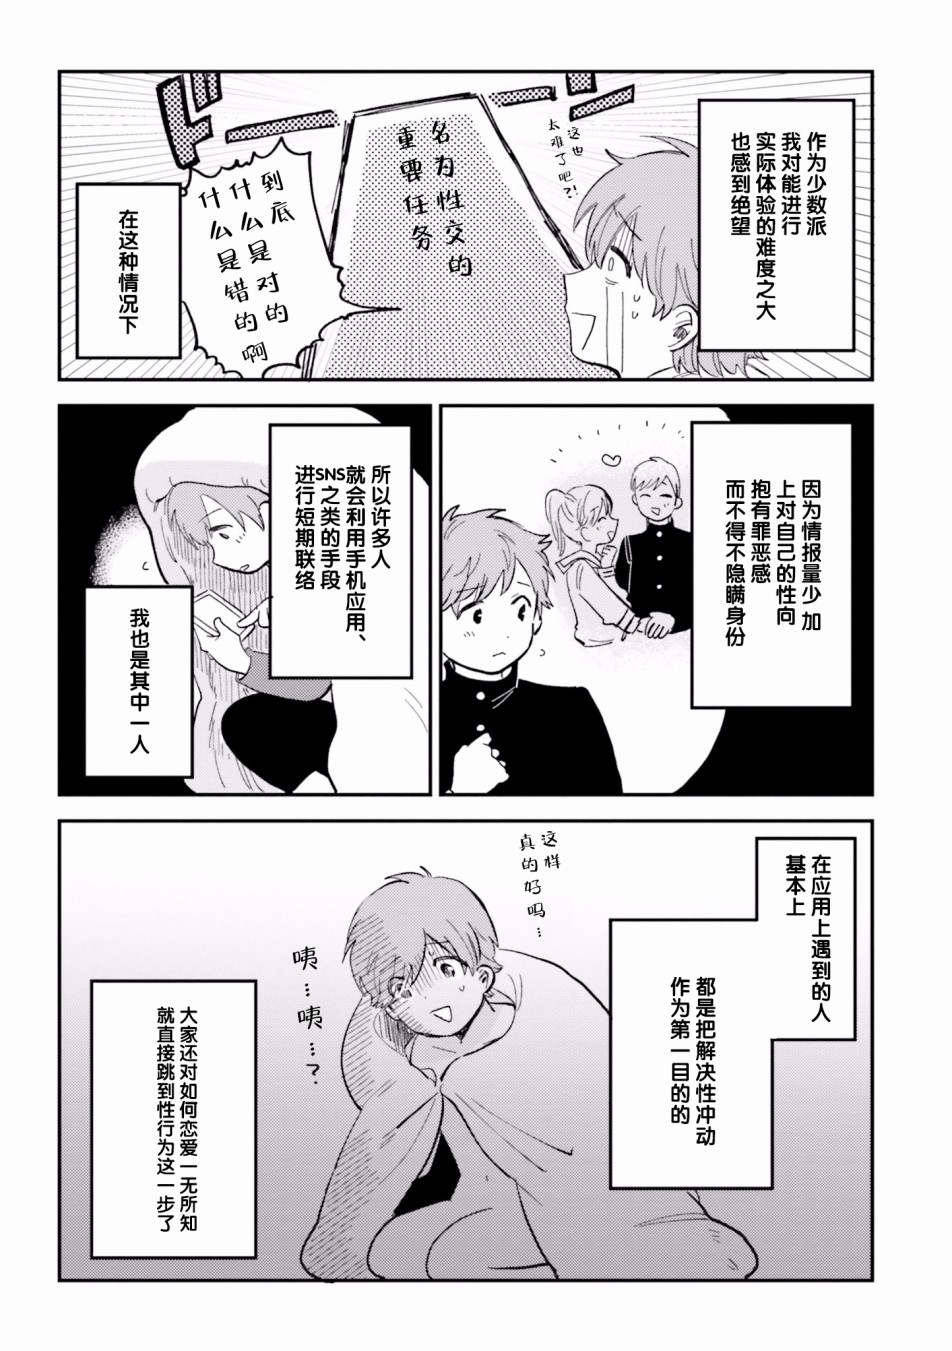 作为少数派
我对能进行
实际体验的难度之大
也感到绝望
这也
太难了吧?!
名为性交的
重要任务
到底
什么是对的
什么是错的啊
在这种情况下
因为情报量少 加
上对自己的性向
抱有罪恶感
而不得不隐瞒身份
所以许多人
就会利用手机应用、
SNS之类的手段
进行短期联络
我也是其中一人
在应用上遇到的人
基本上
都是把解决性冲动
作为第一目的的
这样
真的好吗…
咦…咦…?
大家还对如何恋爱一无所知
就直接跳到性行为这一步了